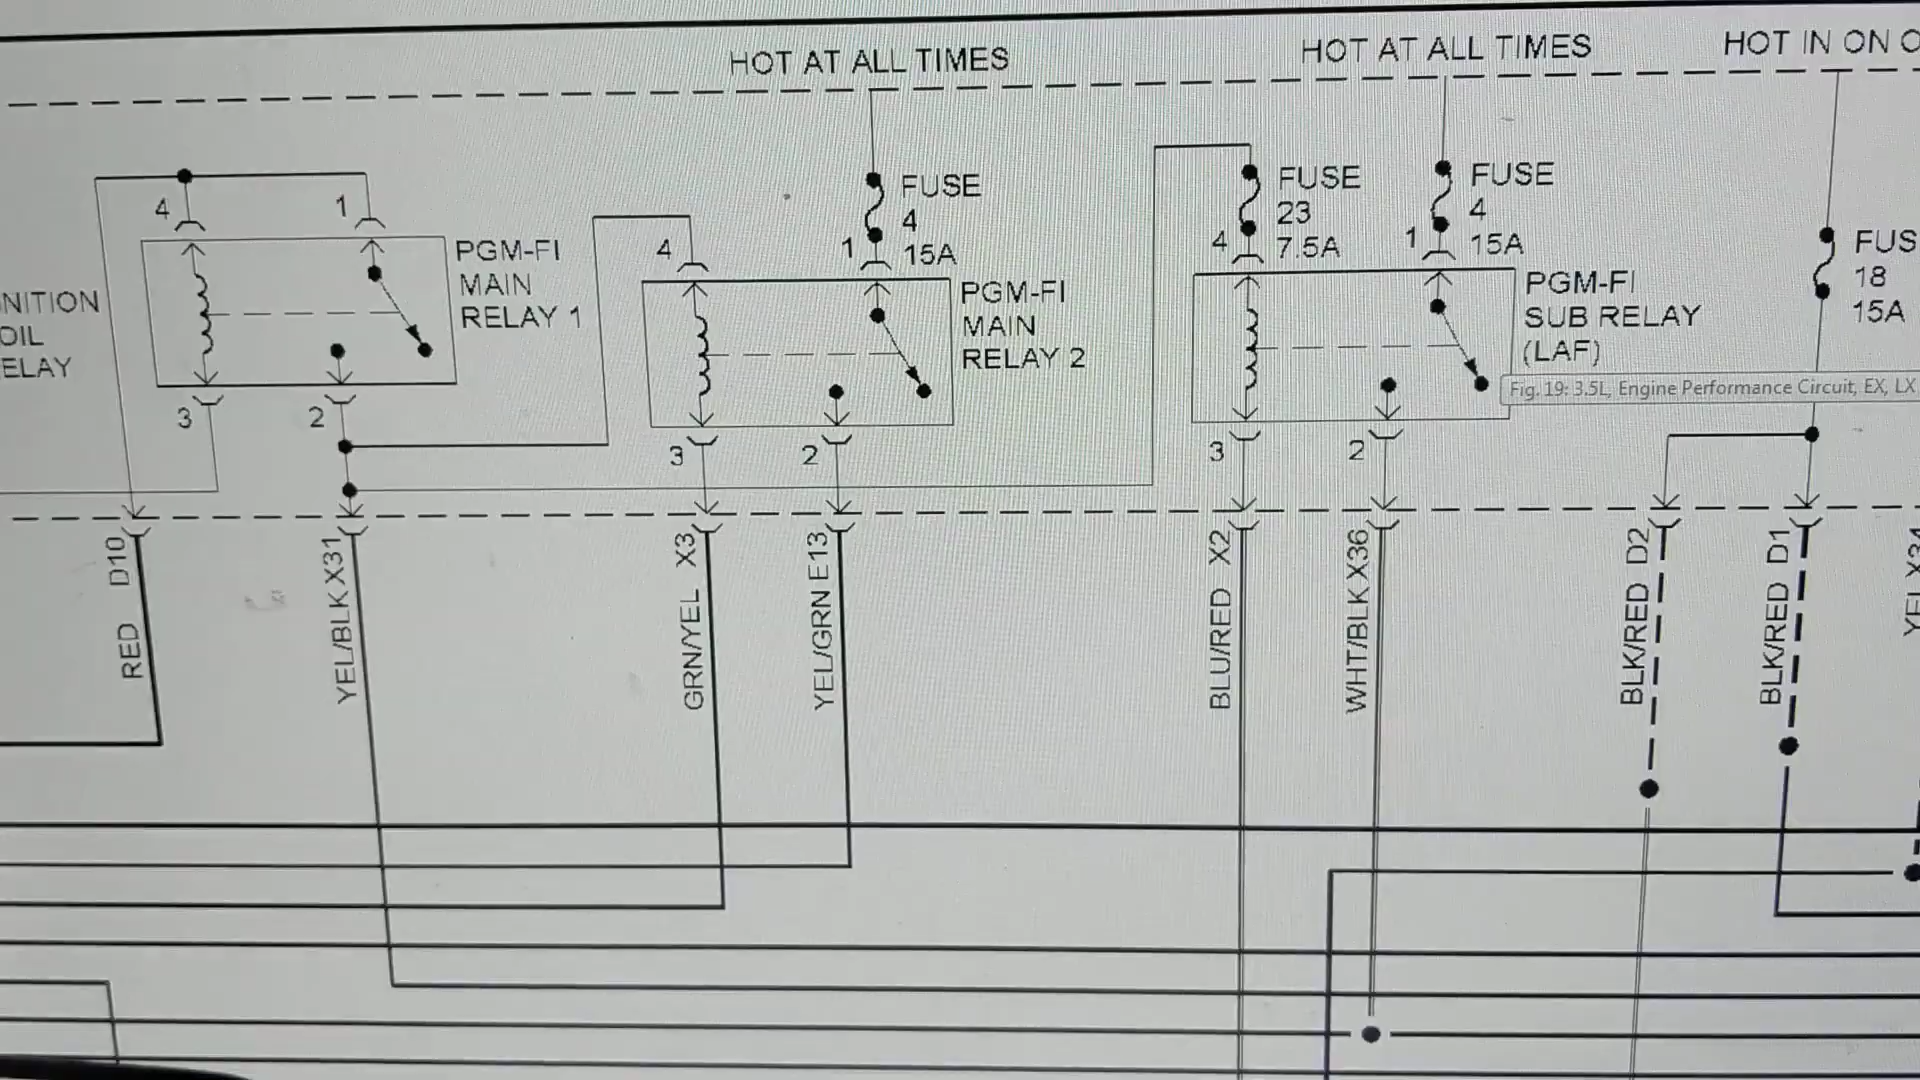 HOT AT ALL TIMES
HOT AT ALL TIMES
HOT IN ON O
4
1
PGM-FI
MAIN
RELAY 1
3
2
NITION
OIL
ELAY
4
1
FUSE
4
15A
PGM-FI
MAIN
RELAY 2
3
2
4
FUSE
23
7.5A
1
FUSE
4
15A
PGM-FI
SUB RELAY
(LAF)
3
2
Fig. 19: 3.5L, Engine Performance Circuit, EX, LX
FUS
18
15A
RED D10
YEL/BLK X31
GRN/YEL X3
YEL/GRN E13
BLU/RED X2
WHT/BLK X36
BLK/RED D2
BLK/RED D1
YEL X34